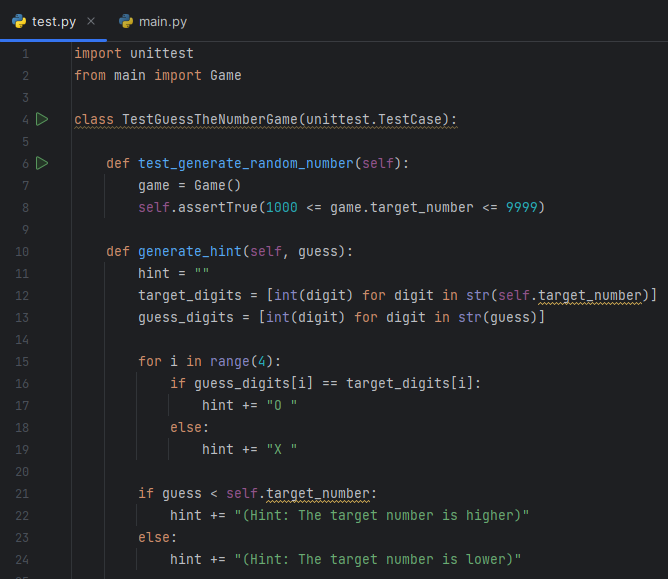 test.py ×  main.py
1 import unittest
2 from main import Game
3
4 class TestGuessTheNumberGame(unittest.TestCase):
5
6     def test_generate_random_number(self):
7         game = Game()
8         self.assertTrue(1000 <= game.target_number <= 9999)
9
10     def generate_hint(self, guess):
11         hint = ""
12         target_digits = [int(digit) for digit in str(self.target_number)]
13         guess_digits = [int(digit) for digit in str(guess)]
14
15         for i in range(4):
16             if guess_digits[i] == target_digits[i]:
17                 hint += "O "
18             else:
19                 hint += "X "
20
21         if guess < self.target_number:
22             hint += "(Hint: The target number is higher)"
23         else:
24             hint += "(Hint: The target number is lower)"